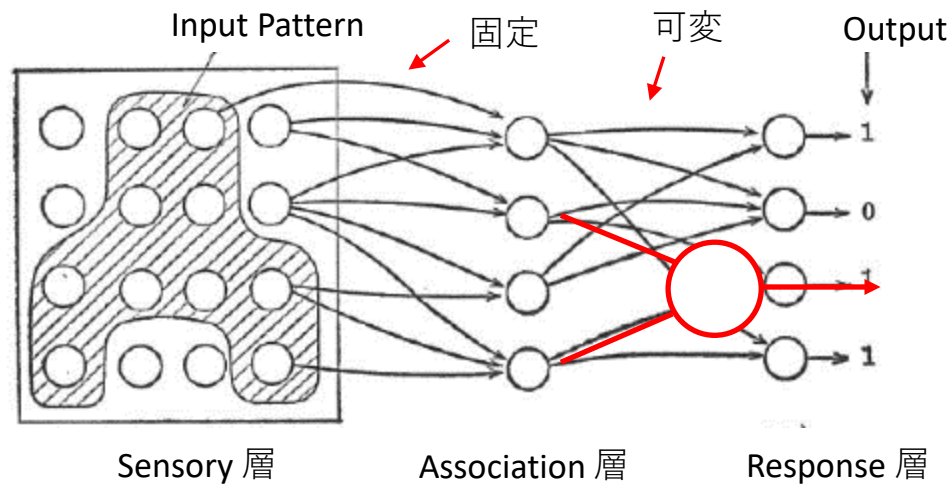 Input Pattern
固定
可変
Output
1
0
1
1
Sensory 層
Association 層
Response 層